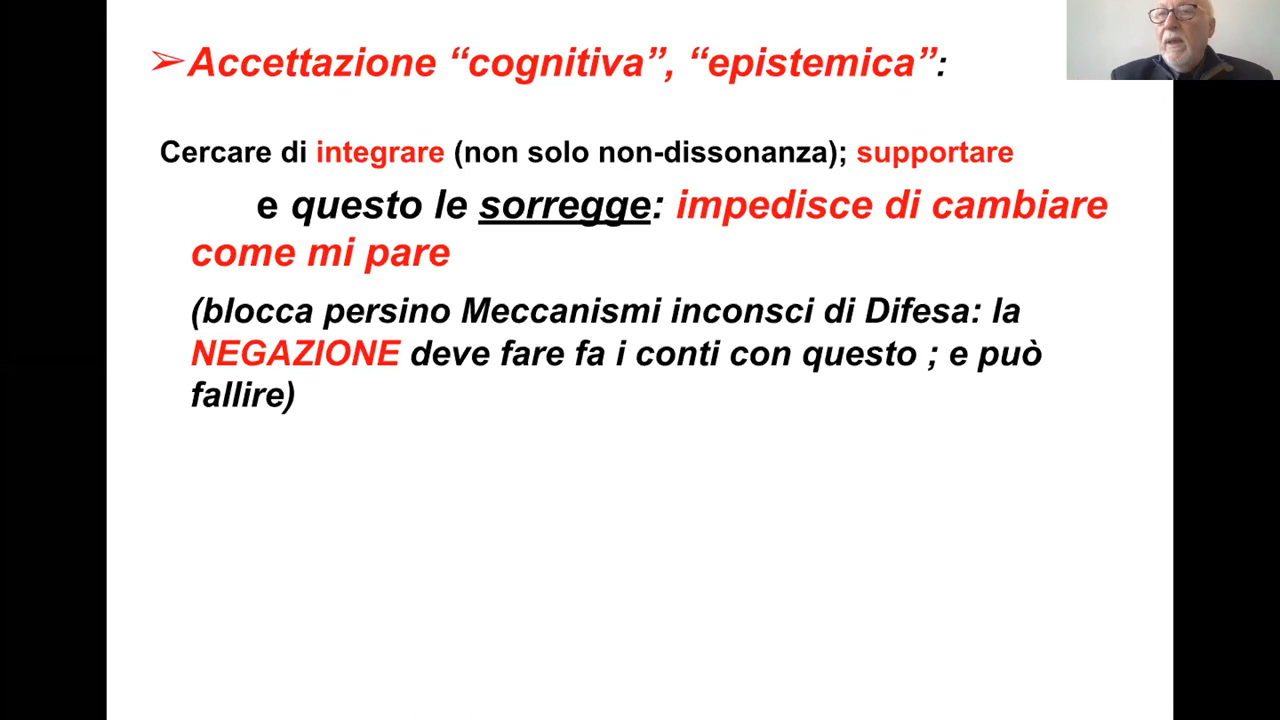 ➢Accettazione “cognitiva”, “epistemica”:
Cercare di integrare (non solo non-dissonanza); supportare
e questo le sorregge: impedisce di cambiare
come mi pare
(blocca persino Meccanismi inconsci di Difesa: la
NEGAZIONE deve fare fa i conti con questo ; e può
fallire)